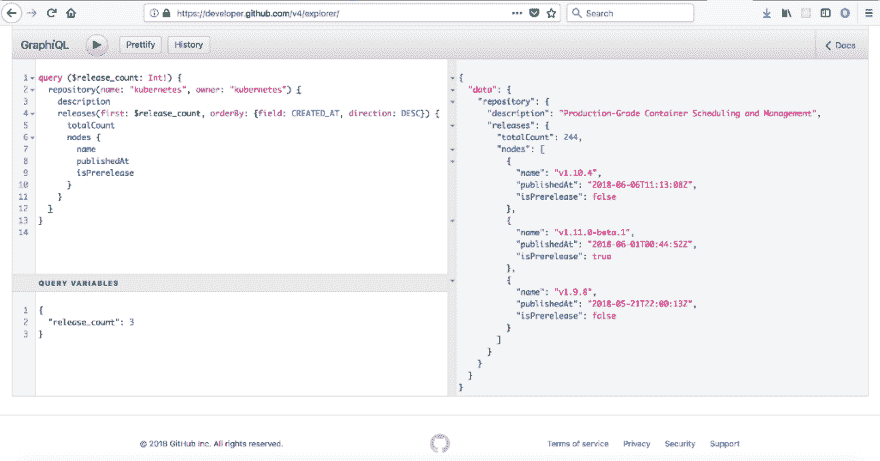 https://developer.github.com/v4/explorer/
Search
GraphiQL
Prettify
History
Docs
1 query ($release_count: Int!) {
2 repository(name: "kubernetes", owner: "kubernetes") {
3 description
4 releases(first: $release_count, orderBy: {field: CREATED_AT, direction: DESC}) {
5 totalCount
6 nodes {
7 name
8 publishedAt
9 isPrerelease
10 }
11 }
12 }
13 }
14
QUERY VARIABLES
1 {
2 "release_count": 3
3 }
{
"data": {
"repository": {
"description": "Production-Grade Container Scheduling and Management",
"releases": {
"totalCount": 244,
"nodes": [
{
"name": "v1.10.4",
"publishedAt": "2018-06-06T11:13:08Z",
"isPrerelease": false
},
{
"name": "v1.11.0-beta.1",
"publishedAt": "2018-06-01T00:44:52Z",
"isPrerelease": true
},
{
"name": "v1.9.8",
"publishedAt": "2018-05-21T22:00:13Z",
"isPrerelease": false
}
]
}
}
}
}
© 2018 GitHub Inc. All rights reserved.
Terms of service
Privacy
Security
Support